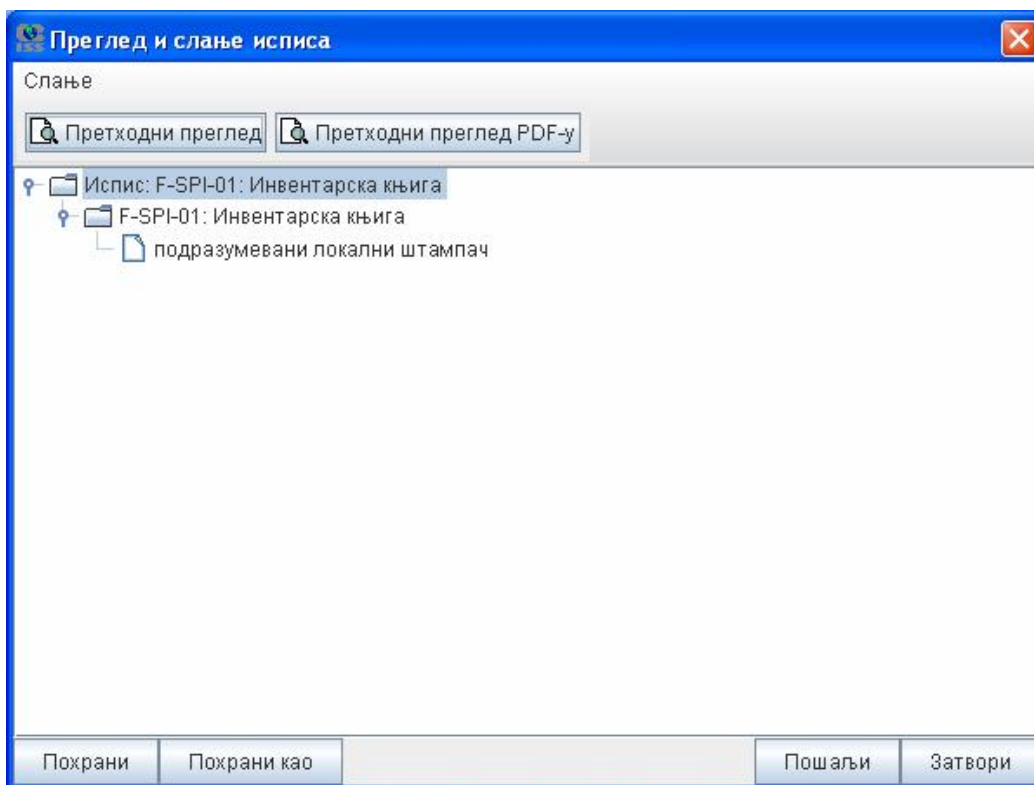 ISS Преглед и слање исписа
Слање
Претходни преглед Претходни преглед PDF-у
Испис: F-SPI-01: Инвентарска књига
F-SPI-01: Инвентарска књига
подразумевани локални штампач
Похрани Похрани као Пошаљи Затвори